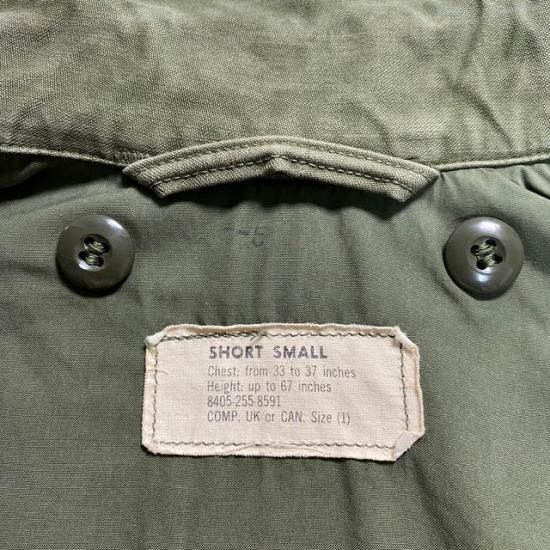 SHORT SMALL
Chest: from 33 to 37 inches
Height: up to 67 inches
8405-255-8591
COMP. UK or CAN. Size (1)